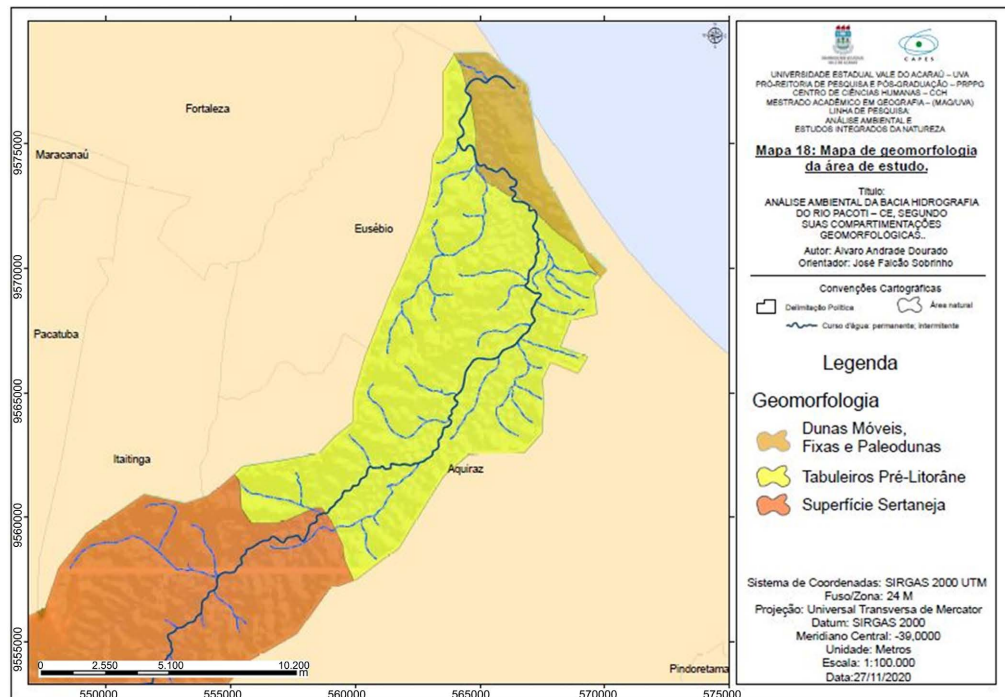 Fortaleza
Maracanaú
Eusébio
Pacatuba
Itaitinga
Aquiraz
Pindoretama
9575000
9570000
9565000
9560000
9555000
0 2.550 5.100 10.200
m
550000 555000 560000 565000 570000 575000
CAPES
UNIVERSIDADE ESTADUAL VALE DO ACARAÚ – UVA
PRÓ-REITORIA DE PESQUISA E PÓS-GRADUAÇÃO – PRPPG
CENTRO DE CIÊNCIAS HUMANAS – CCH
MESTRADO ACADÊMICO EM GEOGRAFIA – (MAG/UVA)
LINHA DE PESQUISA:
ANÁLISE AMBIENTAL E
ESTUDOS INTEGRADOS DA NATUREZA
Mapa 18: Mapa de geomorfologia
da área de estudo.
Título:
ANÁLISE AMBIENTAL DA BACIA HIDROGRAFIA
DO RIO PACOTI – CE, SEGUNDO
SUAS COMPARTIMENTAÇÕES
GEOMORFOLÓGICAS..
Autor: Álvaro Andrade Dourado
Orientador: José Falcão Sobrinho
Convenções Cartográficas
Delimitação Política Área natural
Curso d'água: permanente; intermitente
Legenda
Geomorfologia
Dunas Móveis,
Fixas e Paleodunas
Tabuleiros Pré-Litorâne
Superfície Sertaneja
Sistema de Coordenadas: SIRGAS 2000 UTM
Fuso/Zona: 24 M
Projeção: Universal Transversa de Mercator
Datum: SIRGAS 2000
Meridiano Central: -39,0000
Unidade: Metros
Escala: 1:100.000
Data:27/11/2020